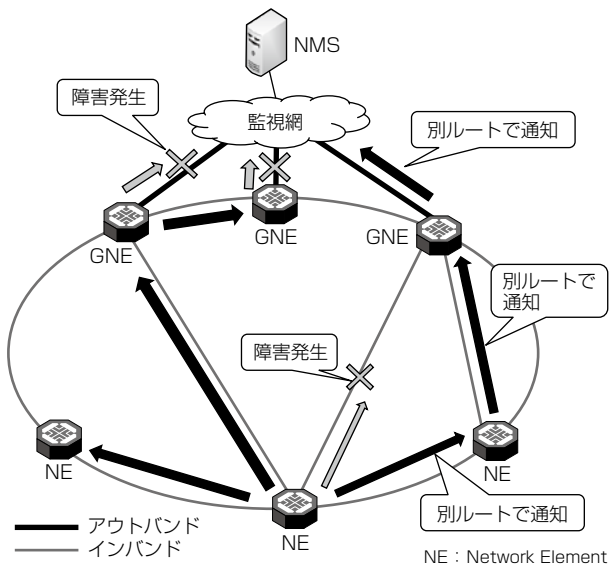 NMS
障害発生
監視網
別ルートで通知
GNE
GNE
GNE
別ルートで
通知
障害発生
NE
NE
別ルートで通知
アウトバンド
インバンド
NE
NE：Network Element